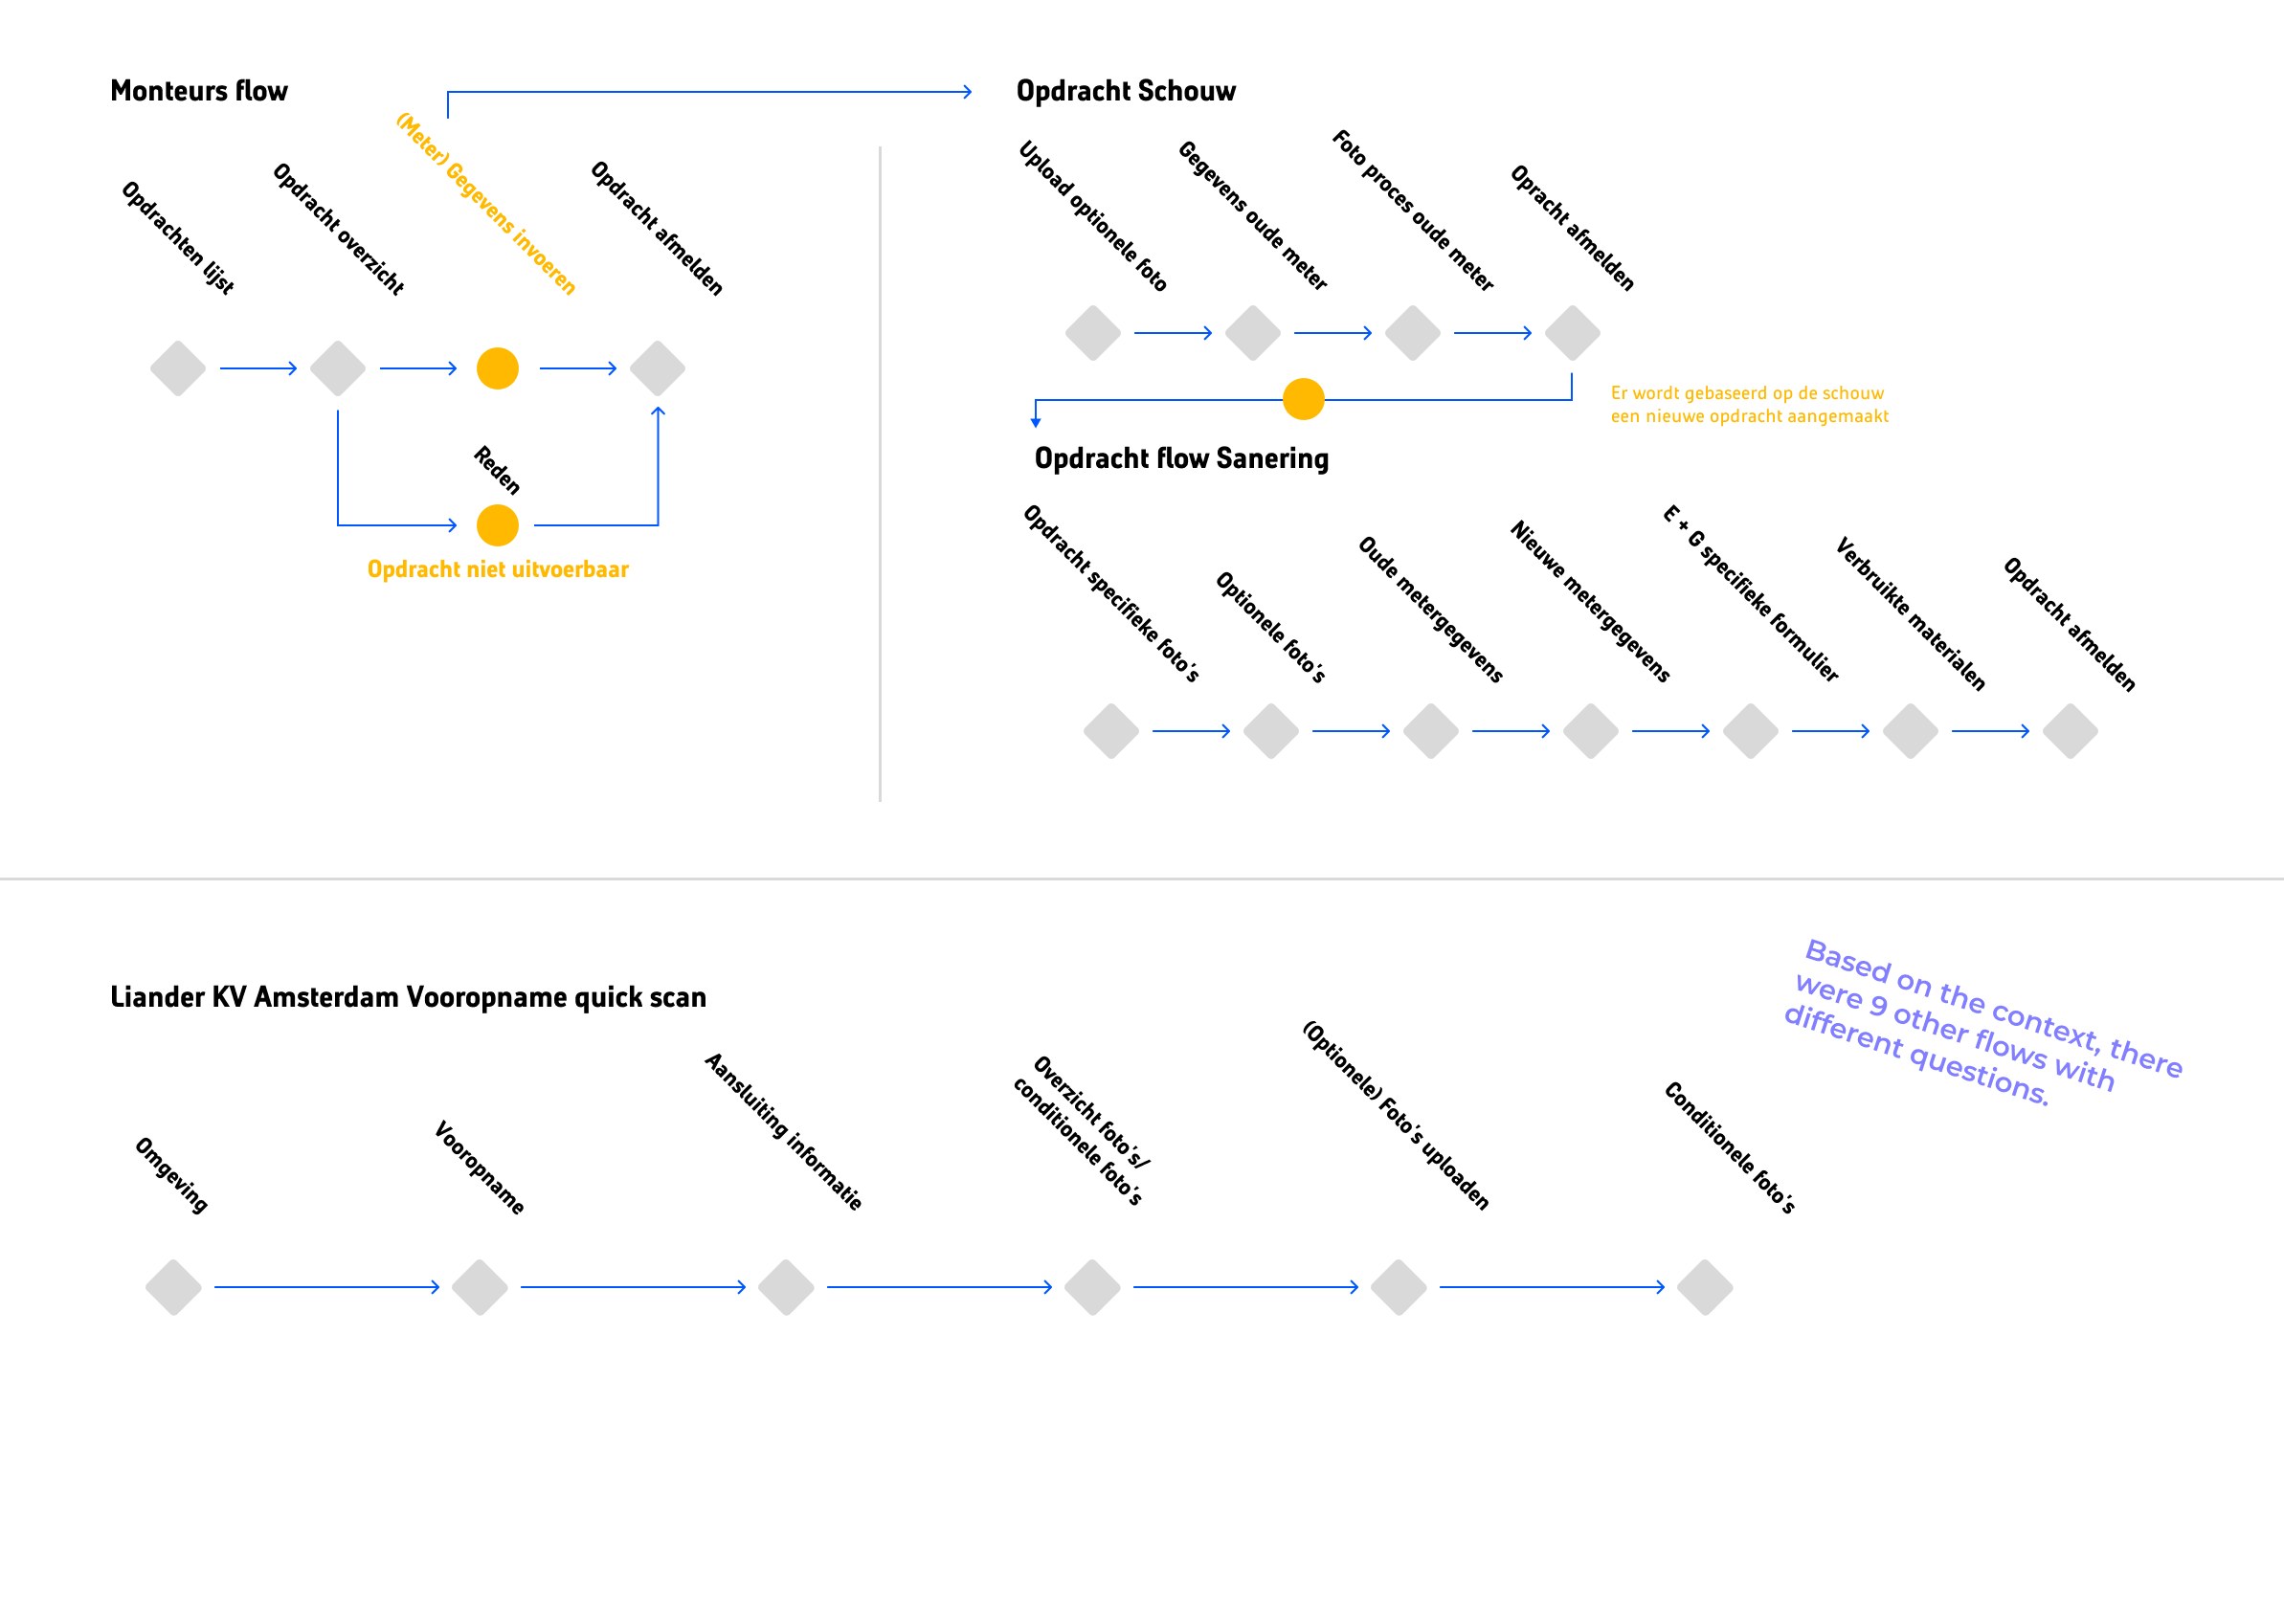 Monteurs flow
Opdrachten lijst
Opdracht overzicht
(Meter) Gegevens invoeren
Opdracht afmelden
Reden
Opdracht niet uitvoerbaar
Opdracht Schouw
Upload optionele foto
Gegevens oude meter
Foto proces oude meter
Opracht afmelden
Er wordt gebaseerd op de schouw
een nieuwe opdracht aangemaakt
Opdracht flow Sanering
Opdracht specifieke foto's
Optionele foto's
Oude metergegevens
Nieuwe metergegevens
E + G specifieke formulier
Verbruikte materialen
Opdracht afmelden
Liander KV Amsterdam Vooropname quick scan
Omgeving
Vooropname
Aansluiting informatie
Overzicht foto's/
conditionele foto's
(Optionele) Foto's uploaden
Conditionele foto's
Based on the context, there
were 9 other flows with
different questions.